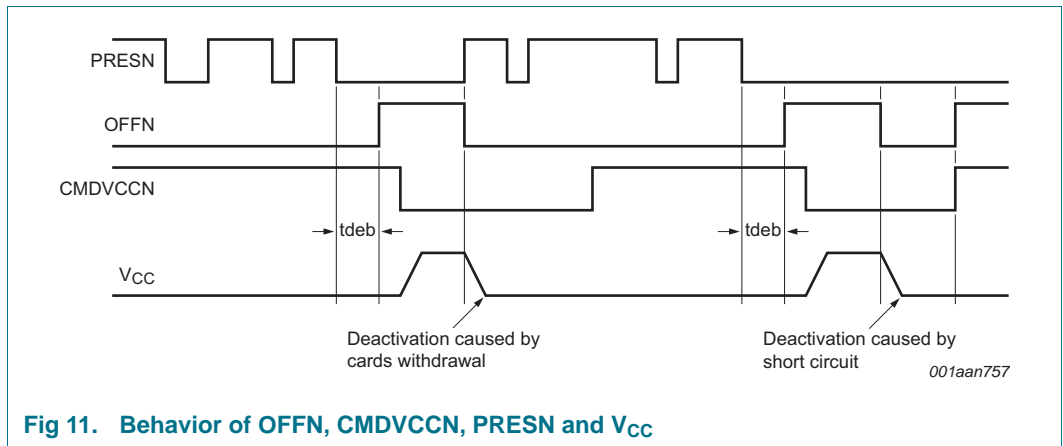 PRESN
OFFN
CMDVCCN
tdeb
tdeb
VCC
Deactivation caused by
cards withdrawal
Deactivation caused by
short circuit
001aan757
Fig 11. Behavior of OFFN, CMDVCCN, PRESN and VCC